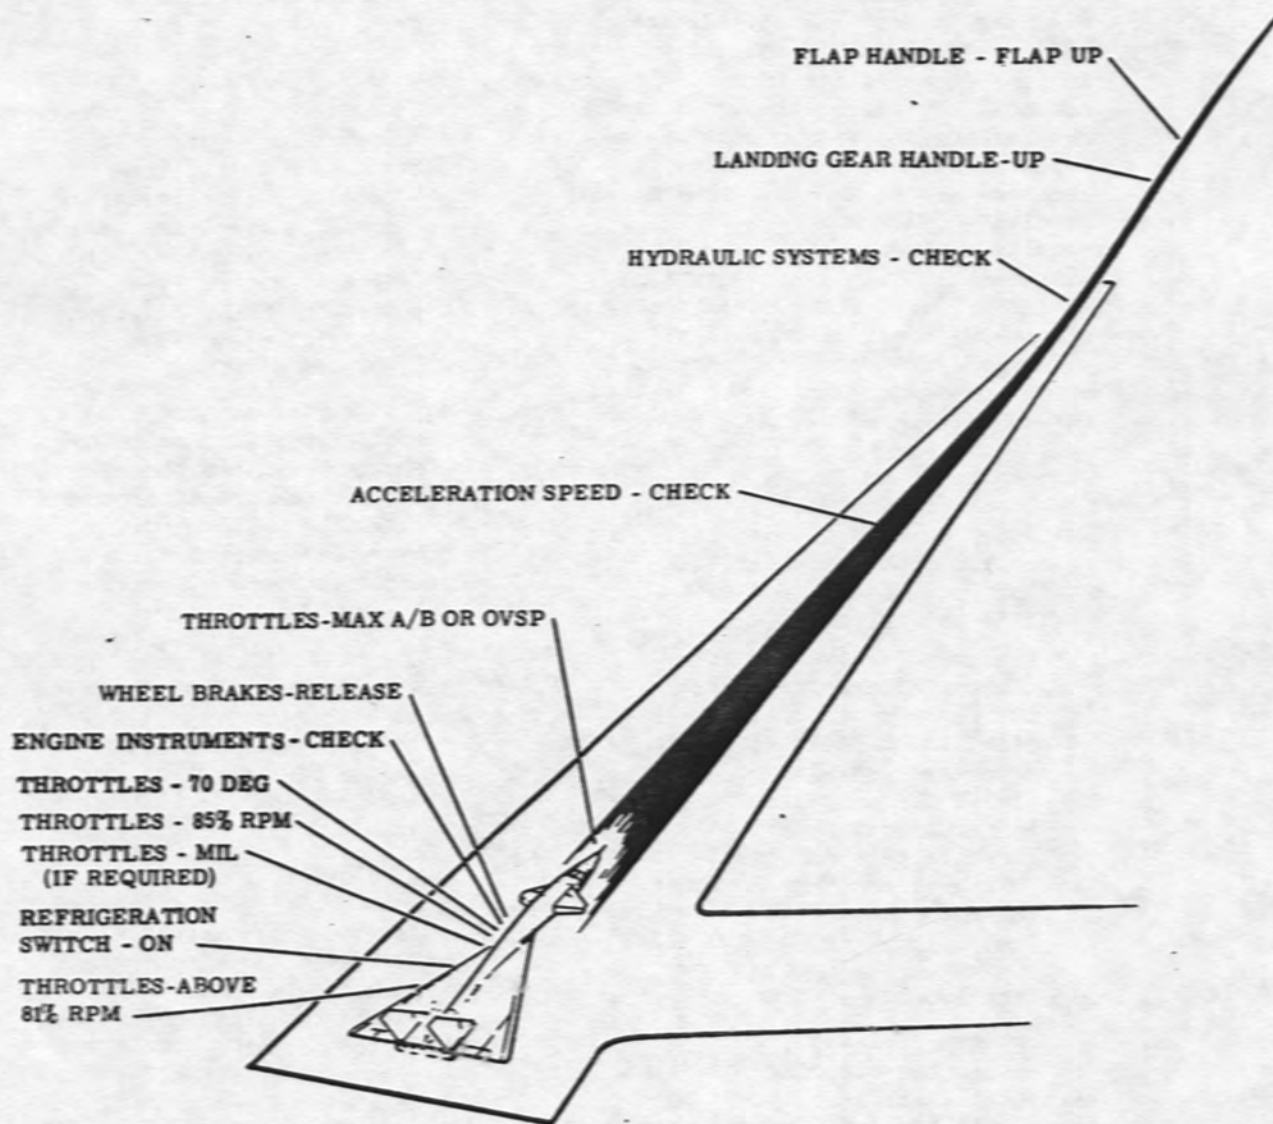 FLAP HANDLE - FLAP UP
LANDING GEAR HANDLE-UP
HYDRAULIC SYSTEMS - CHECK
ACCELERATION SPEED - CHECK
THROTTLES-MAX A/B OR OVSP
WHEEL BRAKES-RELEASE
ENGINE INSTRUMENTS-CHECK
THROTTLES - 70 DEG
THROTTLES - 85% RPM
THROTTLES - MIL
(IF REQUIRED)
REFRIGERATION
SWITCH - ON
THROTTLES-ABOVE
81% RPM